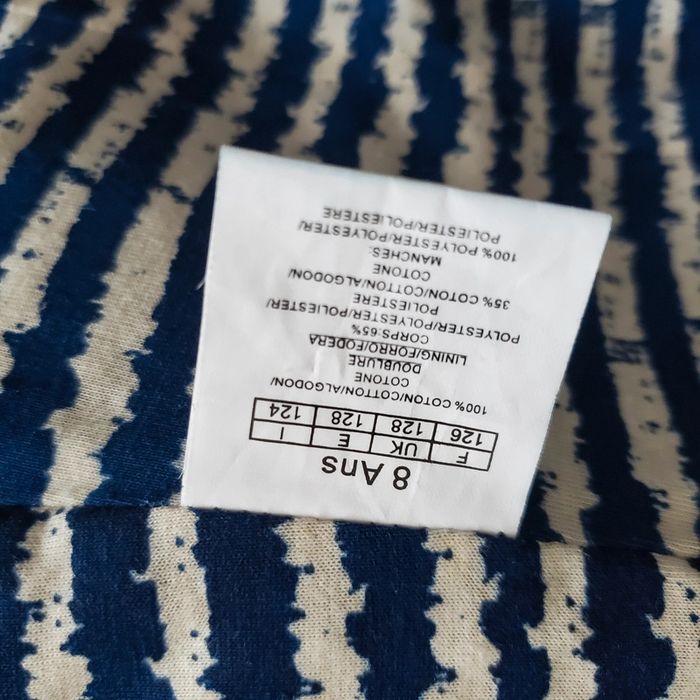 8 Ans
F UK E I
126 128 128 124
100% COTON/COTTON/ALGODON/
COTONE
DOUBLURE
LINING/FORRO/FODERA
CORPS:65%
POLYESTER/POLYESTER/
POLIESTERE
35% COTON/COTTON/ALGODON/
COTONE
MANCHES:
100% POLYESTER/POLYESTER/
POLIESTER/POLIESTERE